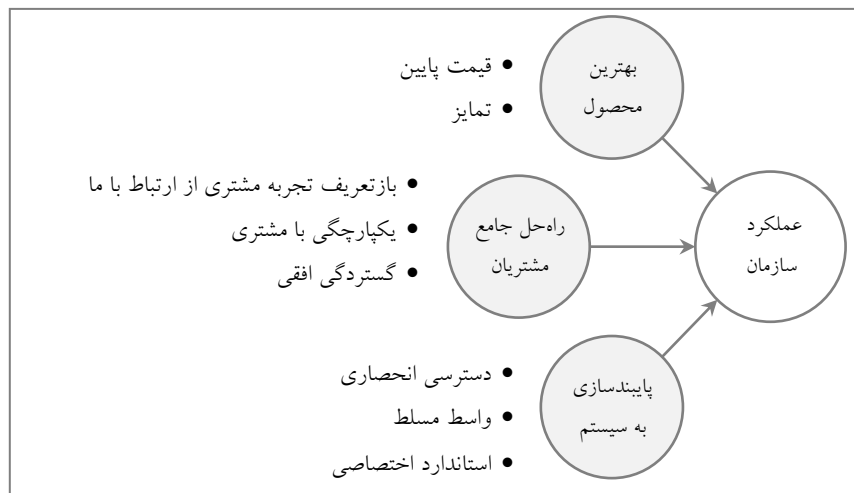 بهترین
محصول
• قیمت پایین
• تمایز
راه‌حل جامع
مشتریان
• بازتعریف تجربه مشتری از ارتباط با ما
• یکپارچگی با مشتری
• گستردگی افقی
عملکرد
سازمان
پایبندسازی
به سیستم
• دسترسی انحصاری
• واسط مسلط
• استاندارد اختصاصی